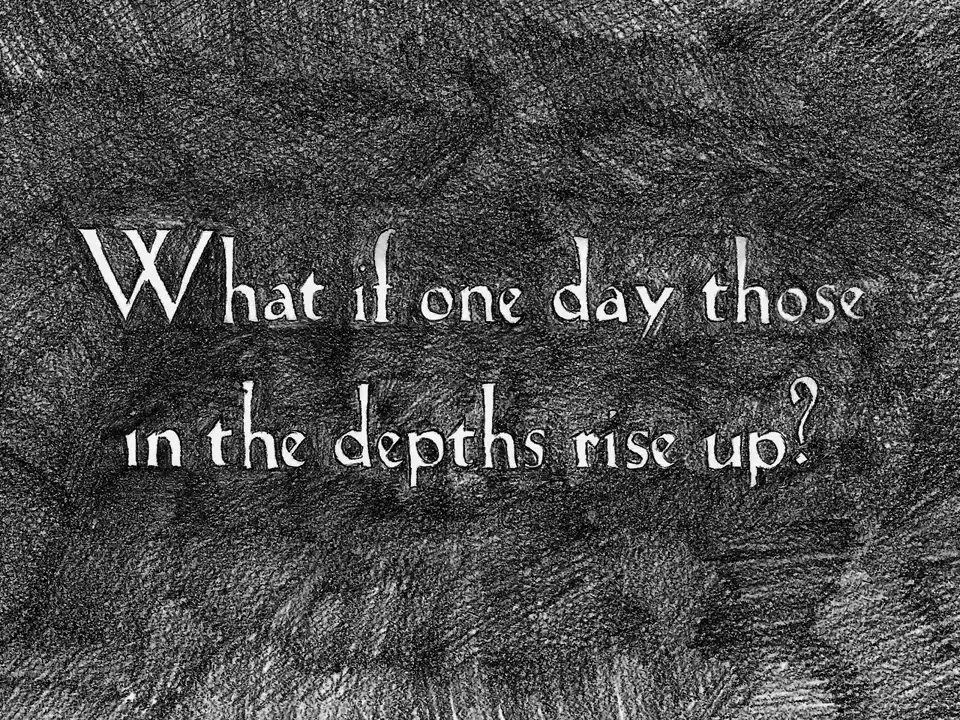 What if one day those
in the depths rise up?